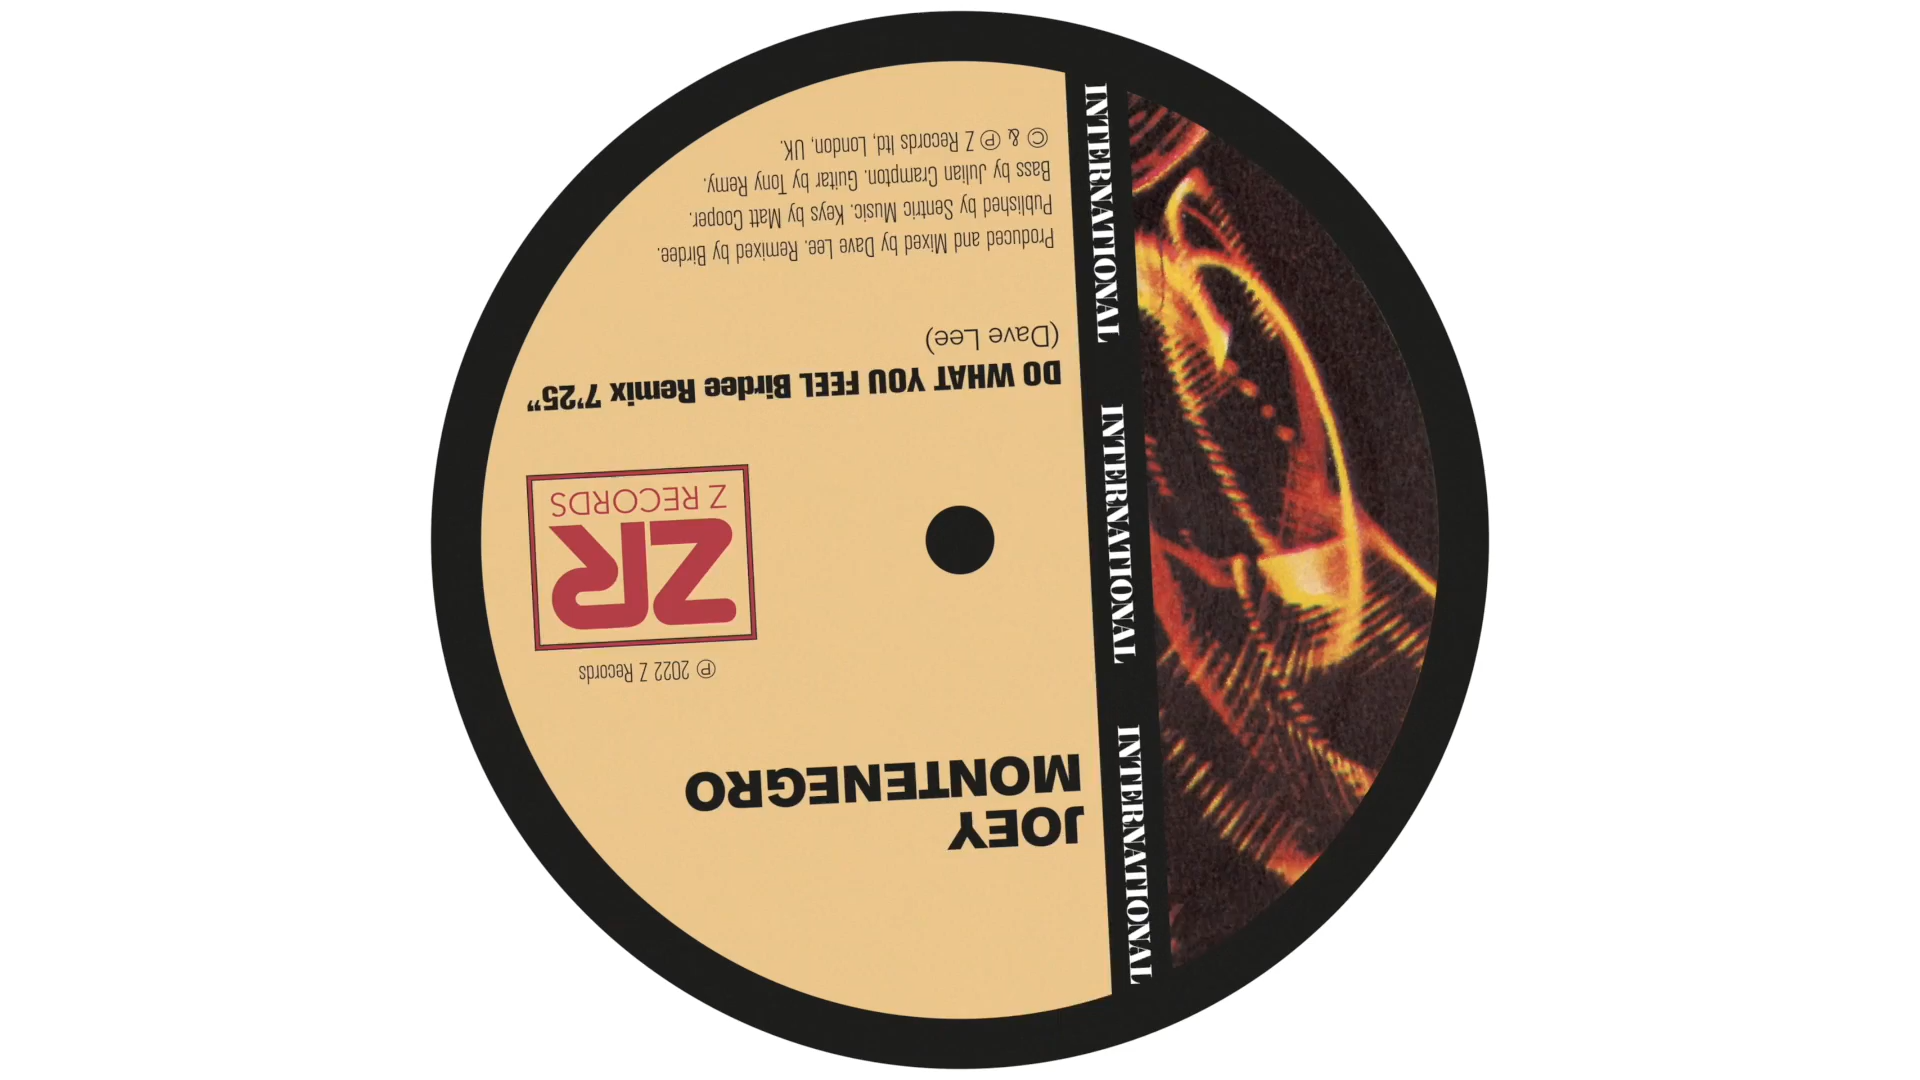 JOEY
MONTENEGRO
℗ 2022 Z Records
ZR
Z RECORDS
DO WHAT YOU FEEL Birdee Remix 7'25"
(Dave Lee)
Produced and Mixed by Dave Lee. Remixed by Birdee.
Published by Sentric Music. Keys by Matt Cooper.
Bass by Julian Crampton. Guitar by Tony Remy.
© & ℗ Z Records ltd, London, UK.
INTERNATIONAL
INTERNATIONAL
INTERNATIONAL